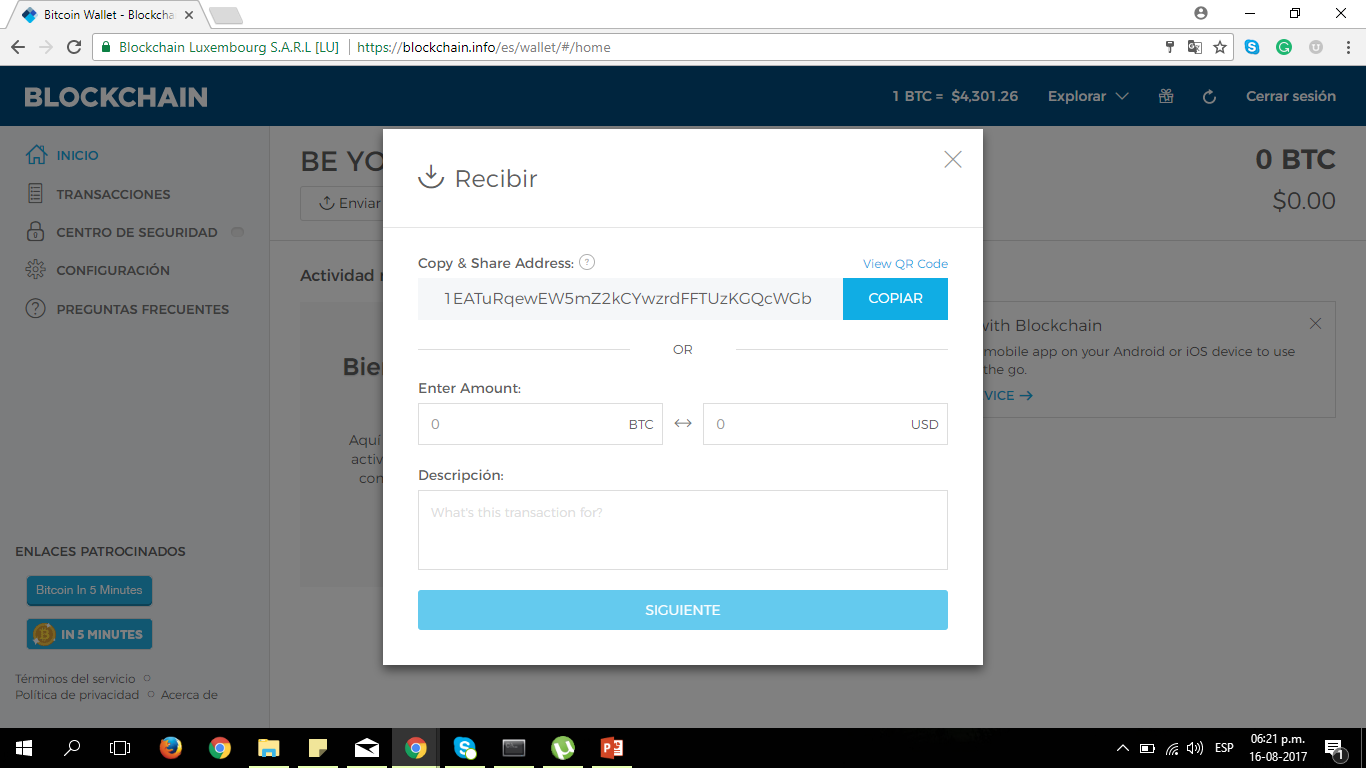 Bitcoin Wallet - Blockcha
Blockchain Luxembourg S.A.R.L [LU]
https://blockchain.info/es/wallet/#/home
BLOCKCHAIN
1 BTC = $4,301.26
Explorar
Cerrar sesión
INICIO
TRANSACCIONES
CENTRO DE SEGURIDAD
CONFIGURACIÓN
PREGUNTAS FRECUENTES
BE YO
Enviar
0 BTC
$0.00
Actividad
Recibir
Copy & Share Address: ?
View QR Code
1EATuRqewEW5mZ2kCYwzrdFFTUzKGQcWGb
COPIAR
OR
Enter Amount:
0 BTC
0 USD
Descripción:
What's this transaction for?
SIGUIENTE
Bie
Aquí
activ
con
with Blockchain
mobile app on your Android or iOS device to use
the go.
VICE →
ENLACES PATROCINADOS
Bitcoin In 5 Minutes
IN 5 MINUTES
Términos del servicio
Política de privacidad
Acerca de
ESP
06:21 p.m.
16-08-2017
1